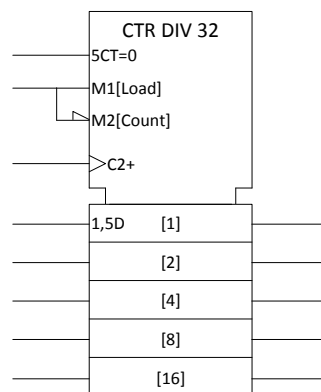 CTR DIV 32
5CT=0
M1[Load]
M2[Count]
C2+
1,5D [1]
[2]
[4]
[8]
[16]